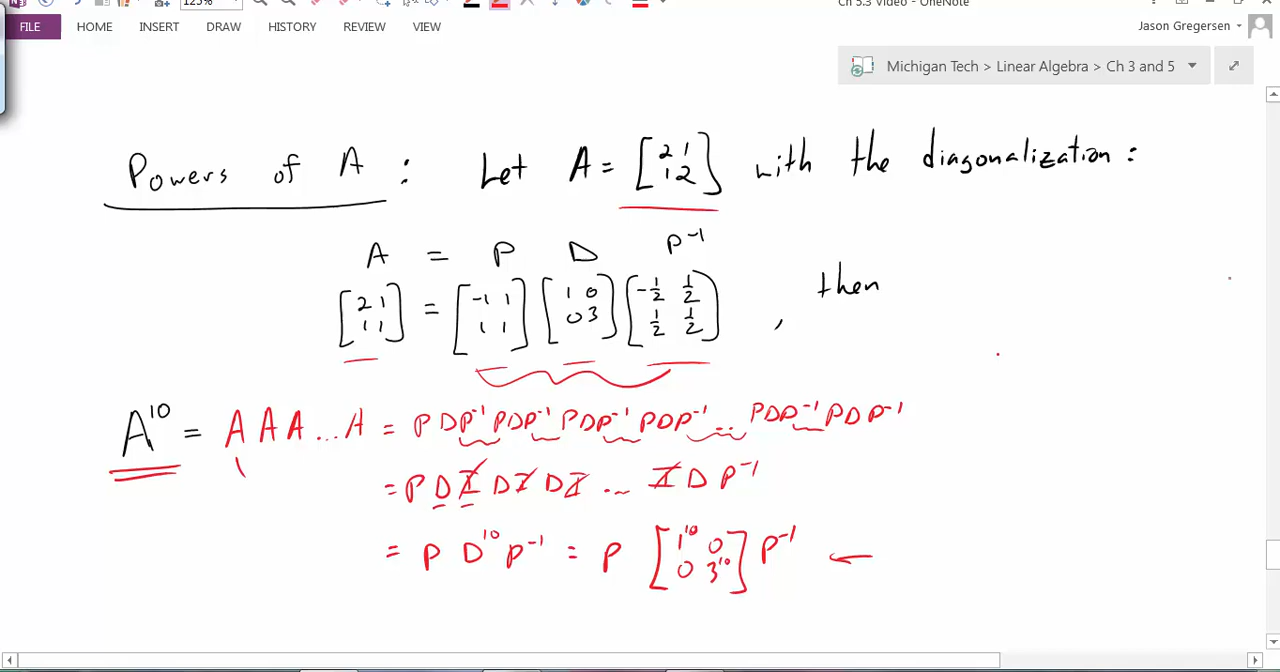 125%
Ch 5.3 Video - OneNote
FILE HOME INSERT DRAW HISTORY REVIEW VIEW
Jason Gregersen
Michigan Tech > Linear Algebra > Ch 3 and 5
Powers of A : Let A = [2 1
1 2] with the diagonalization :
A = P D P⁻¹
[2 1
1 1] = [-1 1
1 1] [1 0
0 3] [-1/2 1/2
1/2 1/2] , then
A¹⁰ = A A A ... A = P D P⁻¹ P D P⁻¹ P D P⁻¹ P D P⁻¹ ... P D P⁻¹ P D P⁻¹
= P D I D I D I ... I D P⁻¹
= P D¹⁰ P⁻¹ = P [1¹⁰ 0
0 3¹⁰] P⁻¹ ←